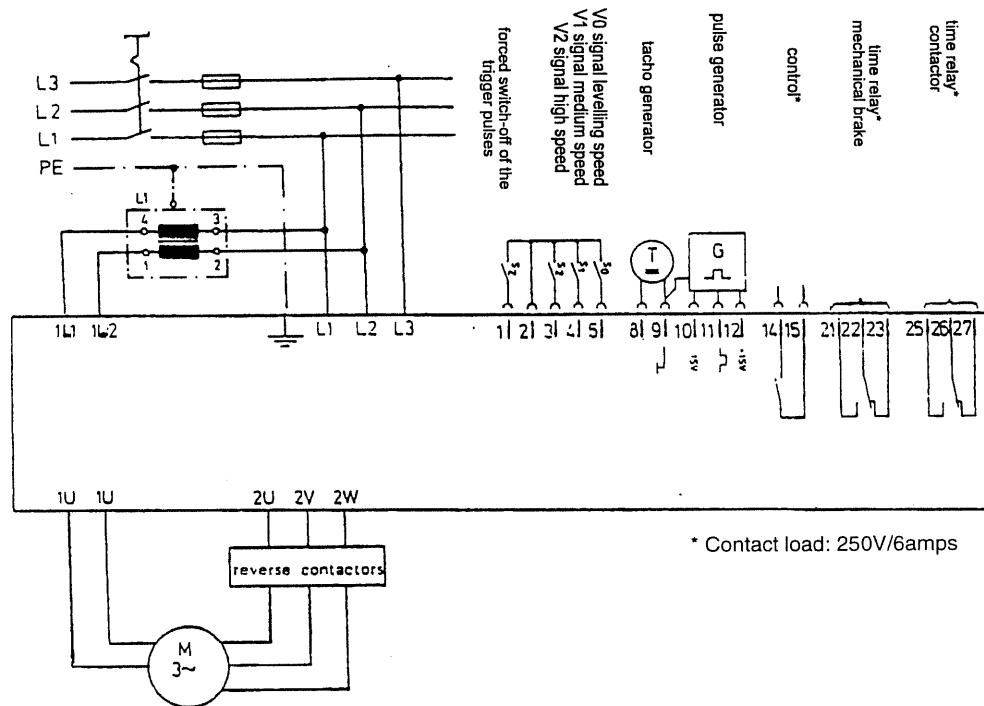 forced switch-off of the
trigger pulses
V0 signal levelling speed
V1 signal medium speed
V2 signal high speed
tacho generator
pulse generator
control*
time relay*
mechanical brake
time relay*
contactor
L3
L2
L1
PE
L1
4 3
1 2
S2 S1 S0
T
G
1L1 1L2 L1 L2 L3
1 2 3 4 5 8 9 10 11 12 14 15 21 22 23 25 26 27
-15V +15V
1U 1U 2U 2V 2W
reverse contactors
M
3~
* Contact load: 250V/6amps